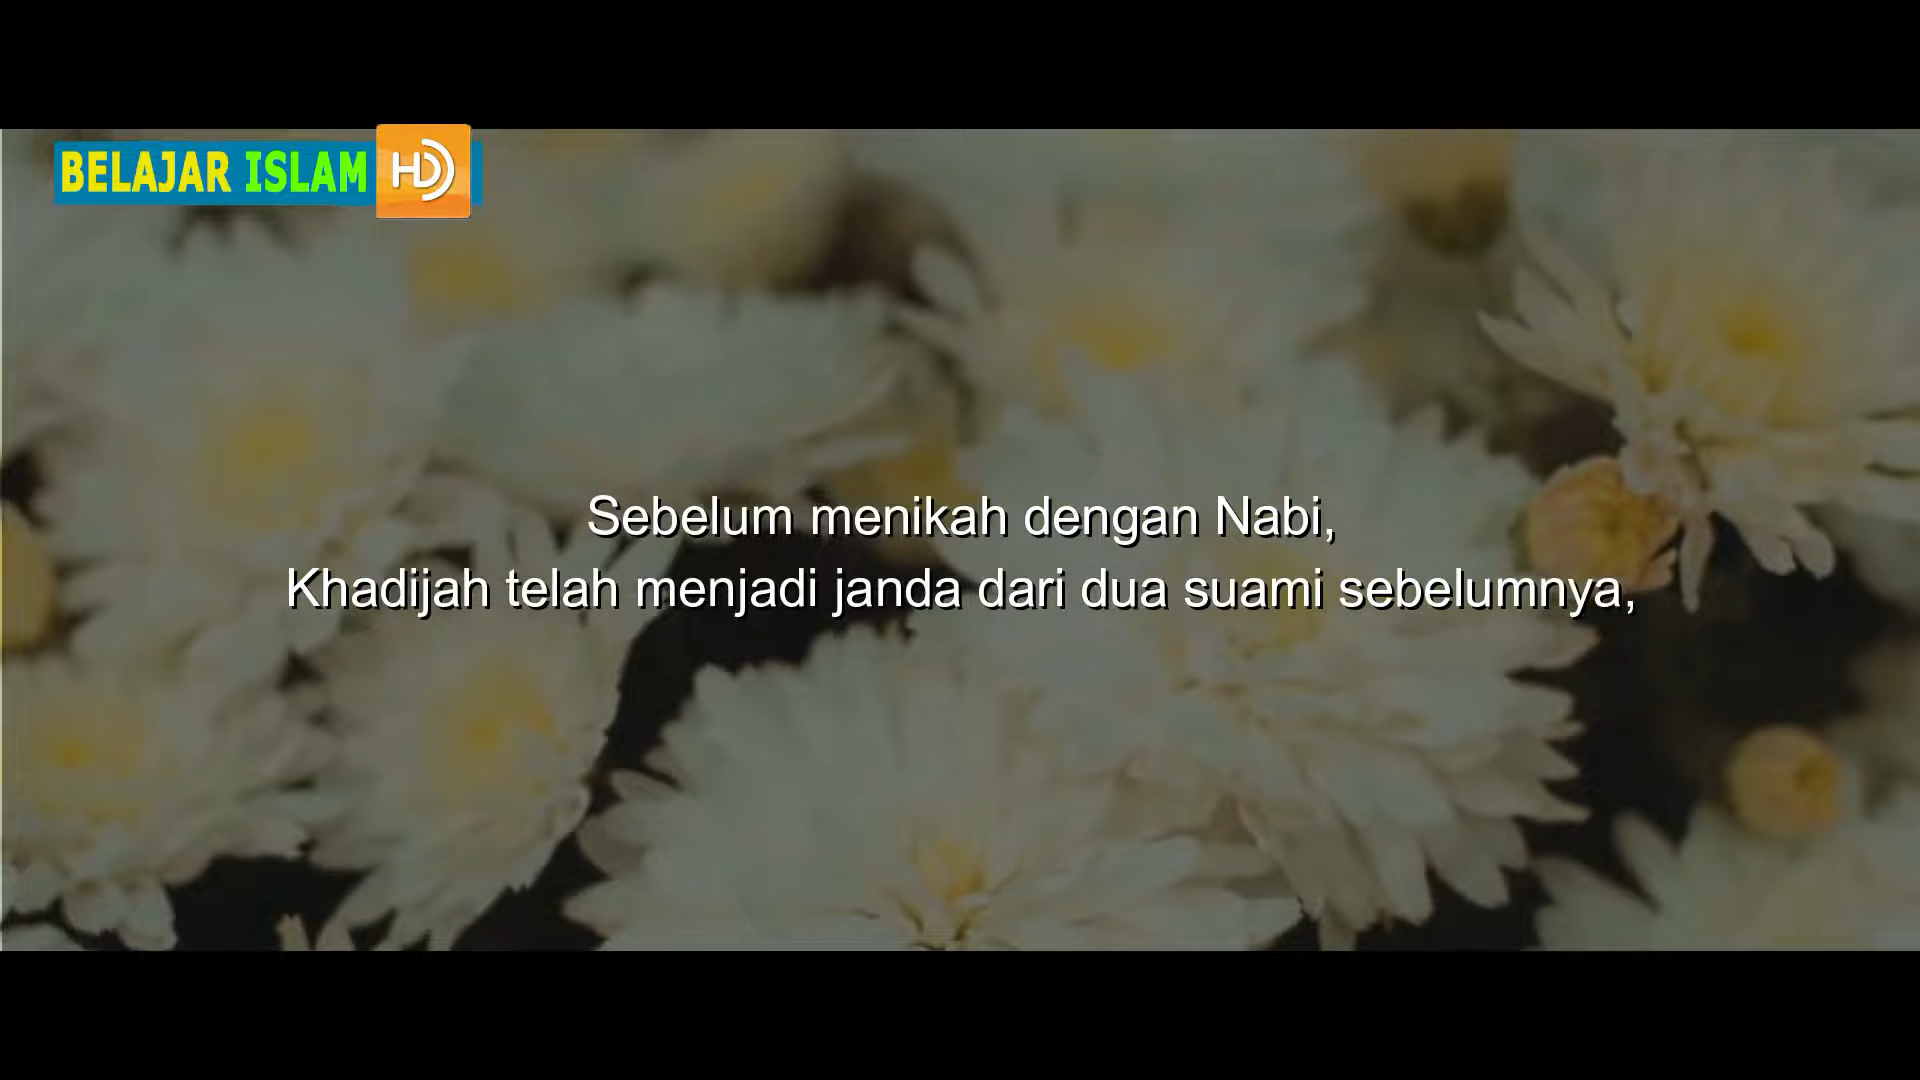 BELAJAR ISLAM HD
Sebelum menikah dengan Nabi,
Khadijah telah menjadi janda dari dua suami sebelumnya,